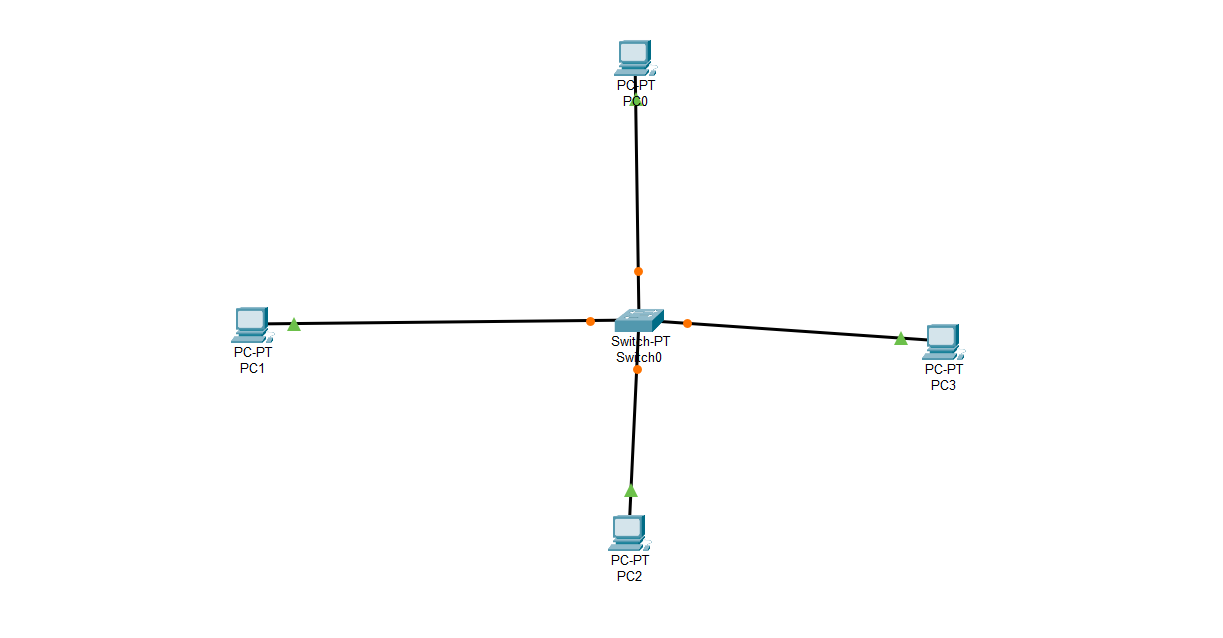 PC-PT
PC0
PC-PT
PC1
Switch-PT
Switch0
PC-PT
PC3
PC-PT
PC2